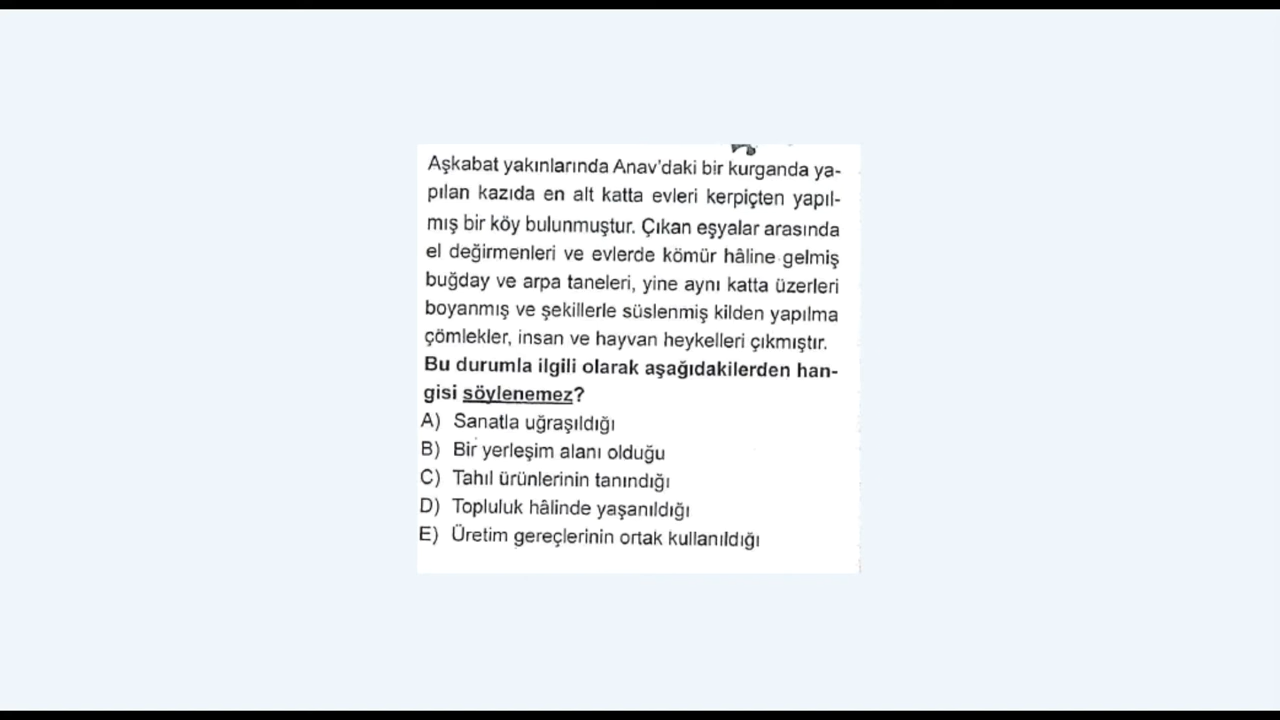 Aşkabat yakınlarında Anav'daki bir kurganda ya-
pılan kazıda en alt katta evleri kerpiçten yapıl-
mış bir köy bulunmuştur. Çıkan eşyalar arasında
el değirmenleri ve evlerde kömür hâline gelmiş
buğday ve arpa taneleri, yine aynı katta üzerleri
boyanmış ve şekillerle süslenmiş kilden yapılma
çömlekler, insan ve hayvan heykelleri çıkmıştır.
Bu durumla ilgili olarak aşağıdakilerden han-
gisi söylenemez?
A) Sanatla uğraşıldığı
B) Bir yerleşim alanı olduğu
C) Tahıl ürünlerinin tanındığı
D) Topluluk hâlinde yaşanıldığı
E) Üretim gereçlerinin ortak kullanıldığı